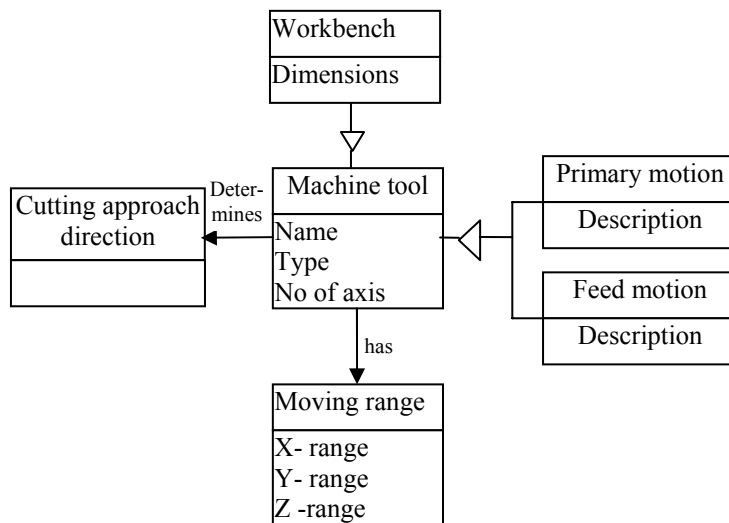 Workbench
Dimensions
Machine tool
Name
Type
No of axis
Deter-
mines
Cutting approach
direction
Primary motion
Description
Feed motion
Description
has
Moving range
X- range
Y- range
Z -range